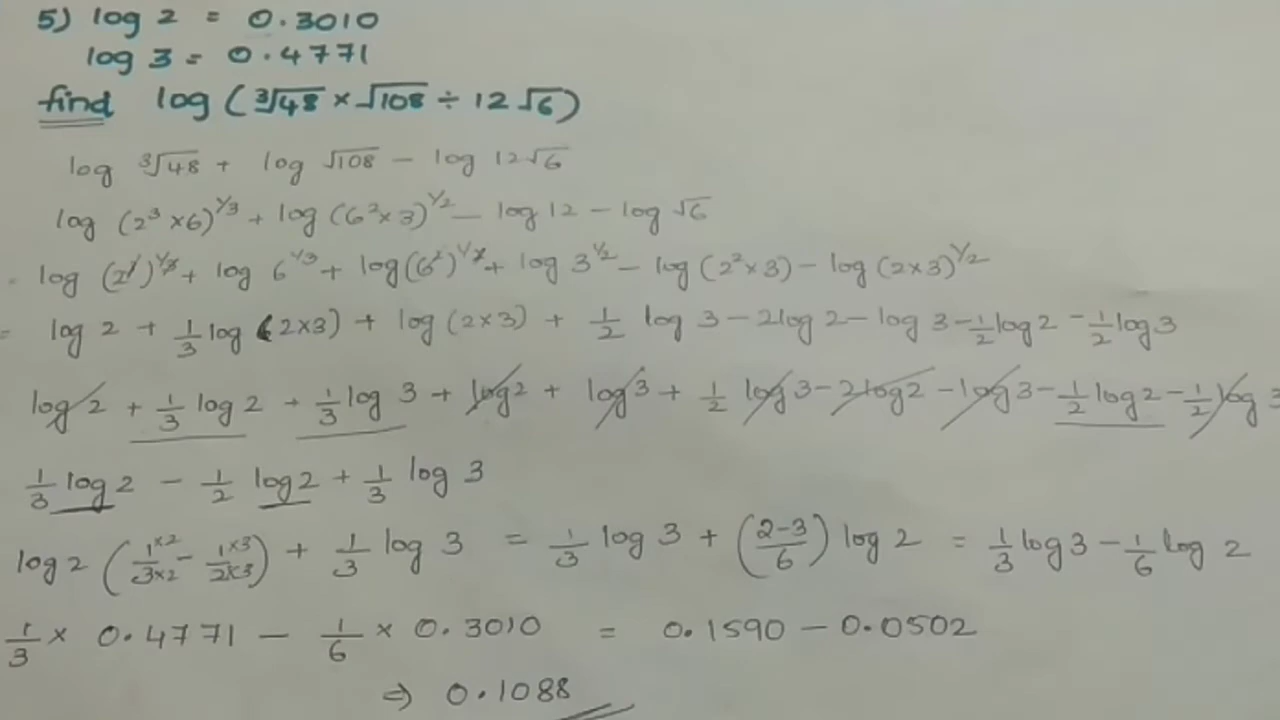 5) log 2 = 0.3010
log 3 = 0.4771
find log (∛48 × √108 ÷ 12√6)
log ∛48 + log √108 − log 12√6
log (2³ × 6)^1/3 + log (6² × 3)^1/2 − log 12 − log √6
= log (2³)^1/3 + log 6^1/3 + log (6²)^1/2 + log 3^1/2 − log (2² × 3) − log (2×3)^1/2
= log 2 + 1/3 log (2×3) + log (2×3) + 1/2 log 3 − 2log 2 − log 3 − 1/2 log 2 − 1/2 log 3
log 2 + 1/3 log 2 + 1/3 log 3 + log 2 + log 3 + 1/2 log 3 − 2 log 2 − log 3 − 1/2 log 2 − 1/2 log 3
1/3 log 2 − 1/2 log 2 + 1/3 log 3
log 2 (1×2/3×2 − 1×3/2×3) + 1/3 log 3 = 1/3 log 3 + (2−3/6) log 2 = 1/3 log 3 − 1/6 log 2
1/3 × 0.4771 − 1/6 × 0.3010 = 0.1590 − 0.0502
⇒ 0.1088